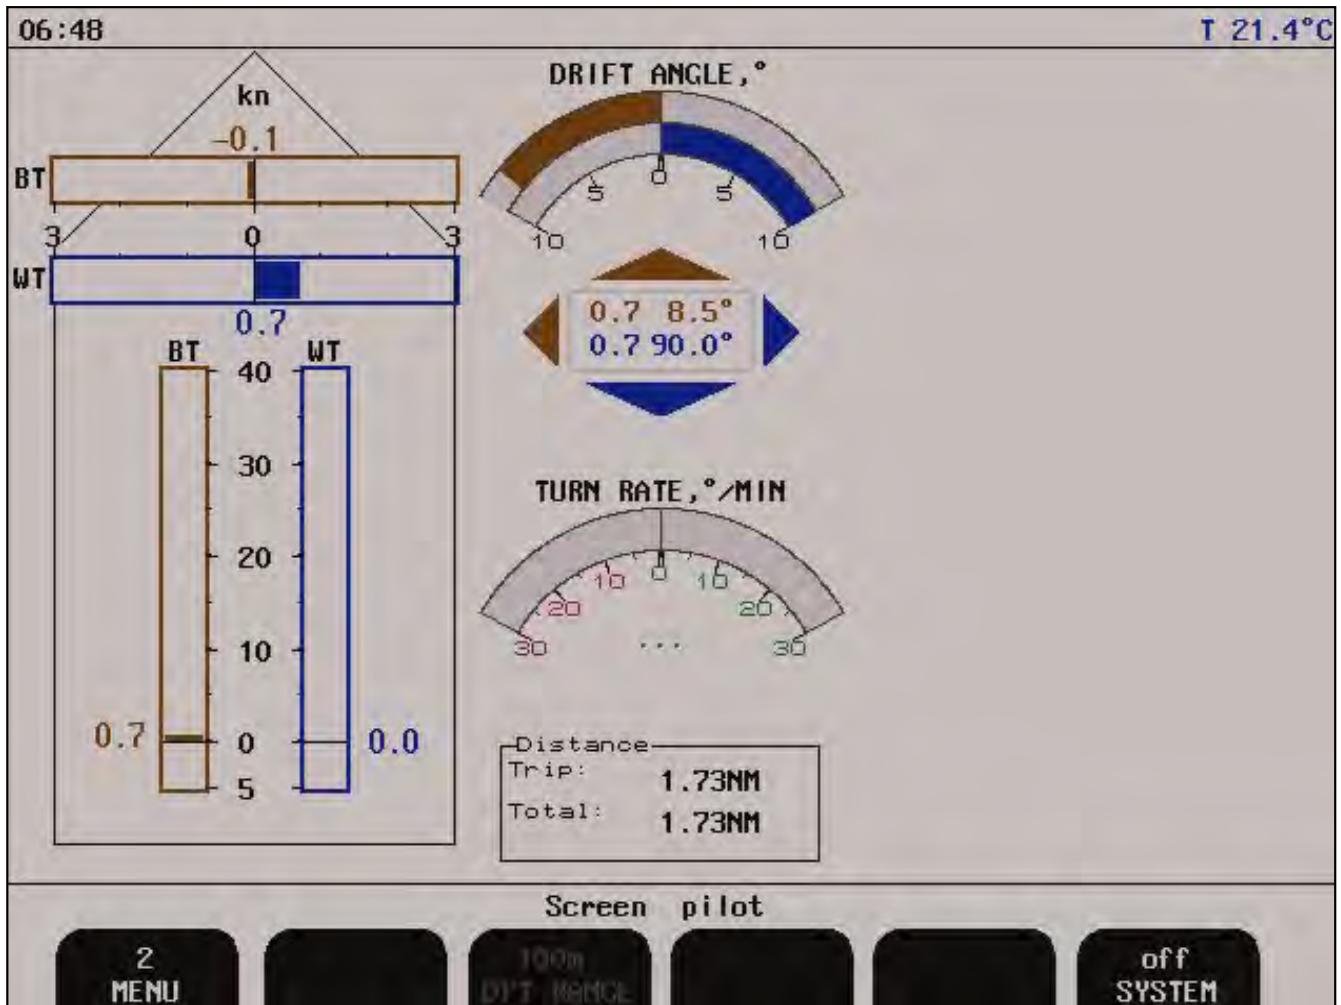 06:48
T 21.4°C
kn
-0.1
BT
3 0 3
WT
0.7
BT WT
40
30
20
10
0
5
0.7
0.0
DRIFT ANGLE,°
10 5 0 5 10
0.7 8.5°
0.7 90.0°
TURN RATE,°/MIN
30 20 10 0 10 20 30
...
Distance
Trip: 1.73NM
Total: 1.73NM
Screen pilot
2
MENU
100m
DPT RANGE
off
SYSTEM